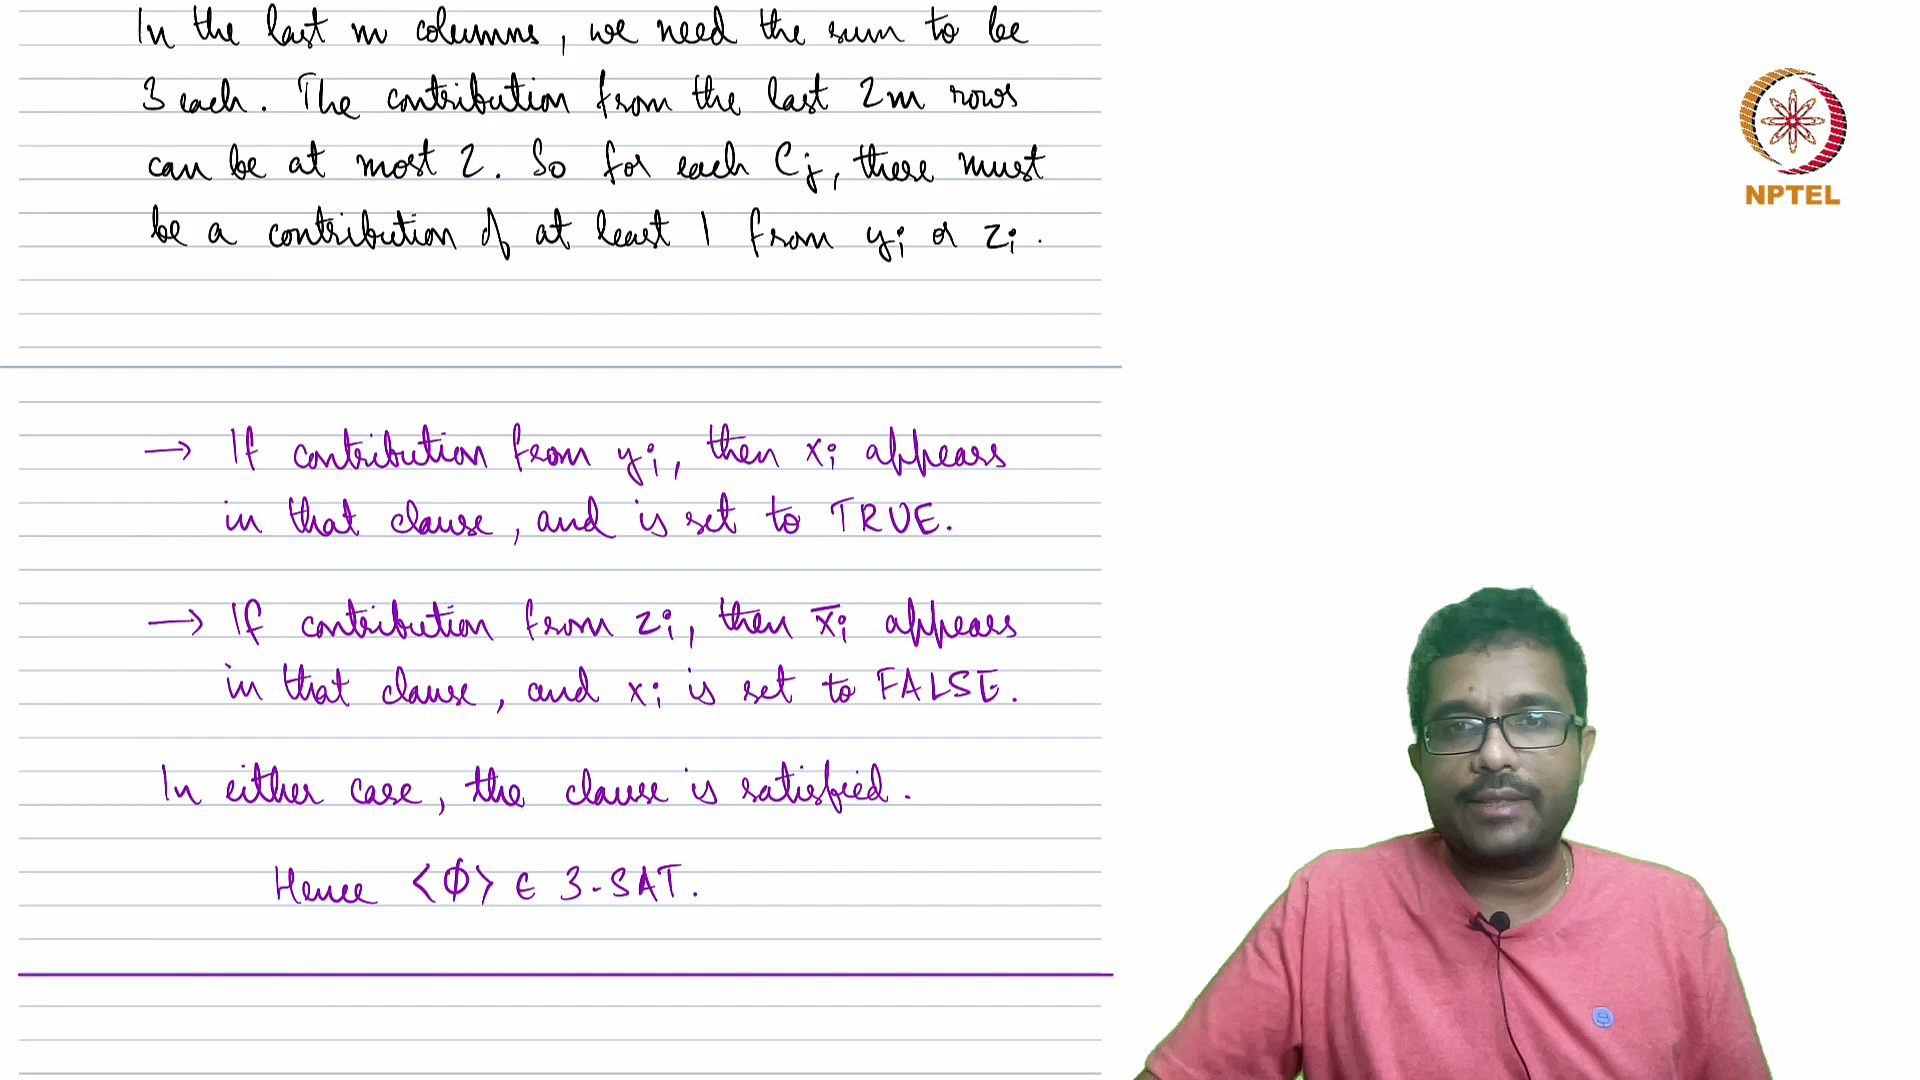 In the last m columns, we need the sum to be
3 each. The contribution from the last 2m rows
can be at most 2. So for each Cj, there must
be a contribution of at least 1 from yi or zi.
NPTEL
→ If contribution from yi, then xi appears
in that clause, and is set to TRUE.
→ If contribution from zi, then x̅i appears
in that clause, and xi is set to FALSE.
In either case, the clause is satisfied.
Hence <Φ> ∈ 3-SAT.